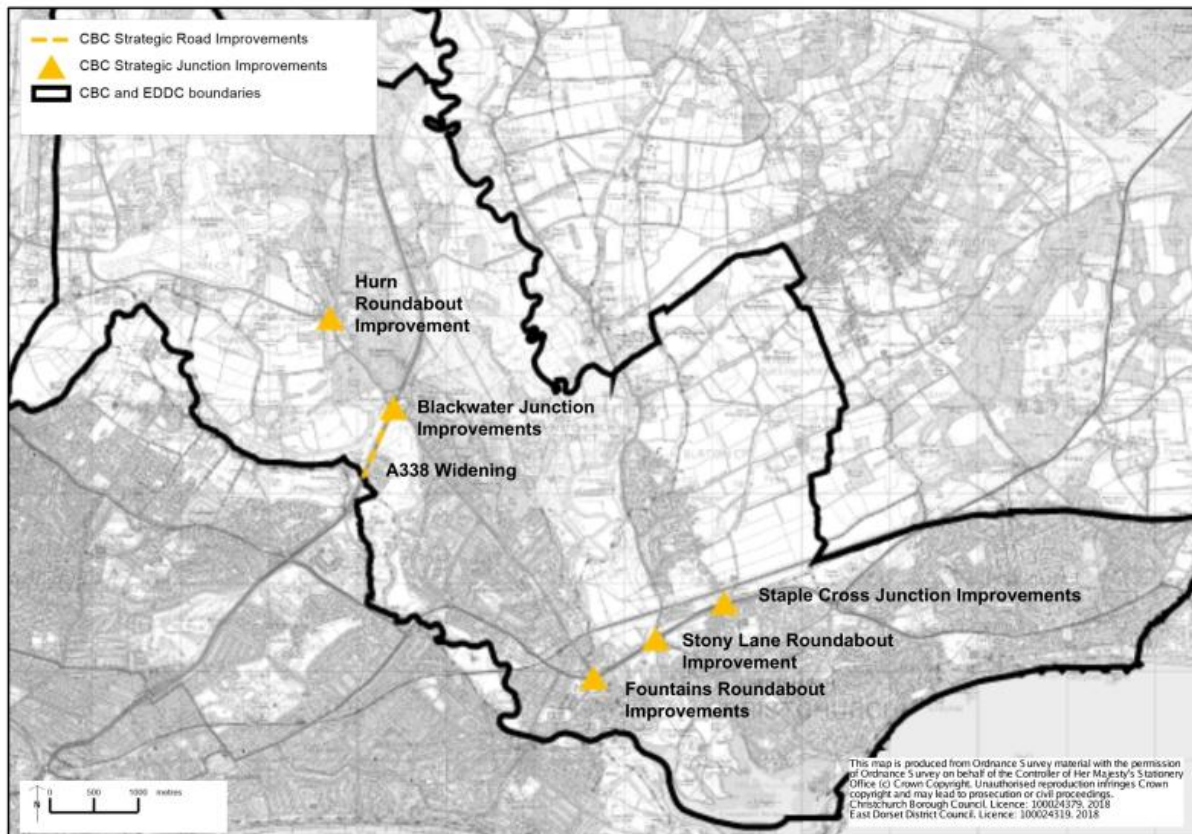 CBC Strategic Road Improvements
CBC Strategic Junction Improvements
CBC and EDDC boundaries
Hurn
Roundabout
Improvement
Blackwater Junction
Improvements
A338 Widening
Staple Cross Junction Improvements
Stony Lane Roundabout
Improvement
Fountains Roundabout
Improvements
This map is produced from Ordnance Survey material with the permission
of Ordnance Survey on behalf of the Controller of Her Majesty's Stationery
Office (c) Crown Copyright. Unauthorised reproduction infringes Crown
copyright and may lead to prosecution or civil proceedings.
Christchurch Borough Council. Licence: 100024379. 2018
East Dorset District Council. Licence: 100024319. 2018
N
0 500 1000 metres